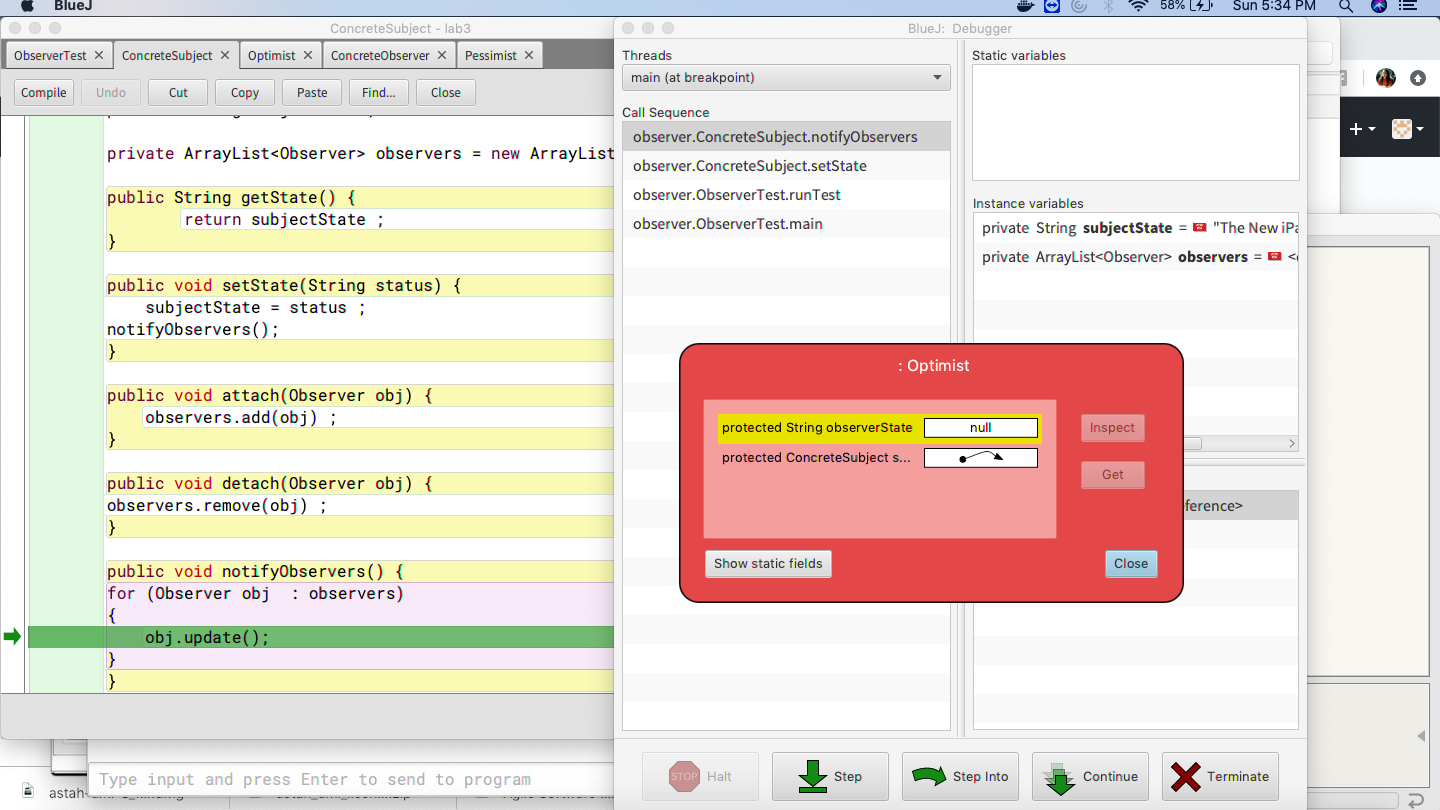 BlueJ
58%
Sun 5:34 PM
ConcreteSubject - lab3
ObserverTest
ConcreteSubject
Optimist
ConcreteObserver
Pessimist
Compile
Undo
Cut
Copy
Paste
Find...
Close
private ArrayList<Observer> observers = new ArrayList
public String getState() {
return subjectState ;
}
public void setState(String status) {
subjectState = status ;
notifyObservers();
}
public void attach(Observer obj) {
observers.add(obj) ;
}
public void detach(Observer obj) {
observers.remove(obj) ;
}
public void notifyObservers() {
for (Observer obj  : observers)
{
obj.update();
}
}
Type input and press Enter to send to program
BlueJ:  Debugger
Threads
main (at breakpoint)
Call Sequence
observer.ConcreteSubject.notifyObservers
observer.ConcreteSubject.setState
observer.ObserverTest.runTest
observer.ObserverTest.main
Static variables
Instance variables
private String subjectState = "The New iPa
private ArrayList<Observer> observers = <
eference>
: Optimist
protected String observerState
null
protected ConcreteSubject s...
Inspect
Get
Show static fields
Close
STOP
Halt
Step
Step Into
Continue
Terminate